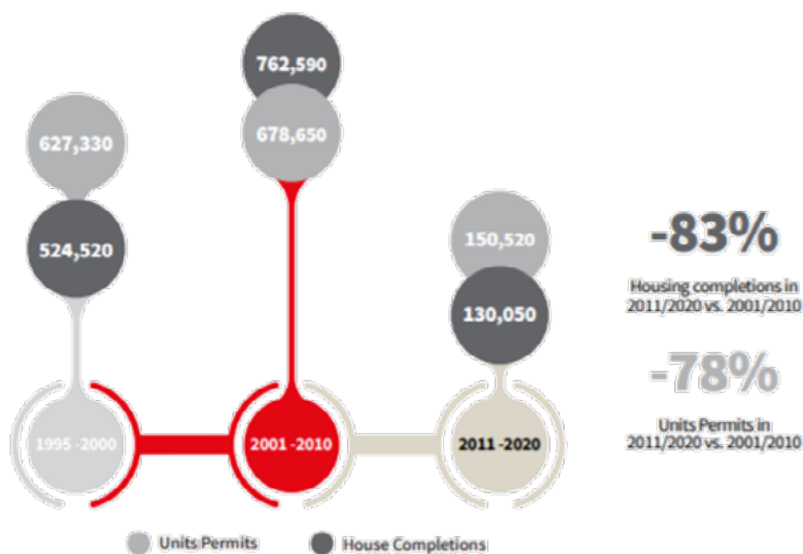 762,590
627,330
678,650
524,520
150,520
130,050
-83%
Housing completions in
2011/2020 vs. 2001/2010
-78%
Units Permits in
2011/2020 vs. 2001/2010
1995 -2000
2001 -2010
2011 -2020
Units Permits
House Completions